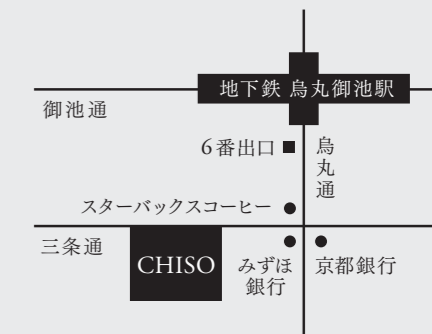 地下鉄 烏丸御池駅
御池通
6番出口
烏丸通
スターバックスコーヒー
三条通
CHISO
みずほ
銀行
京都銀行